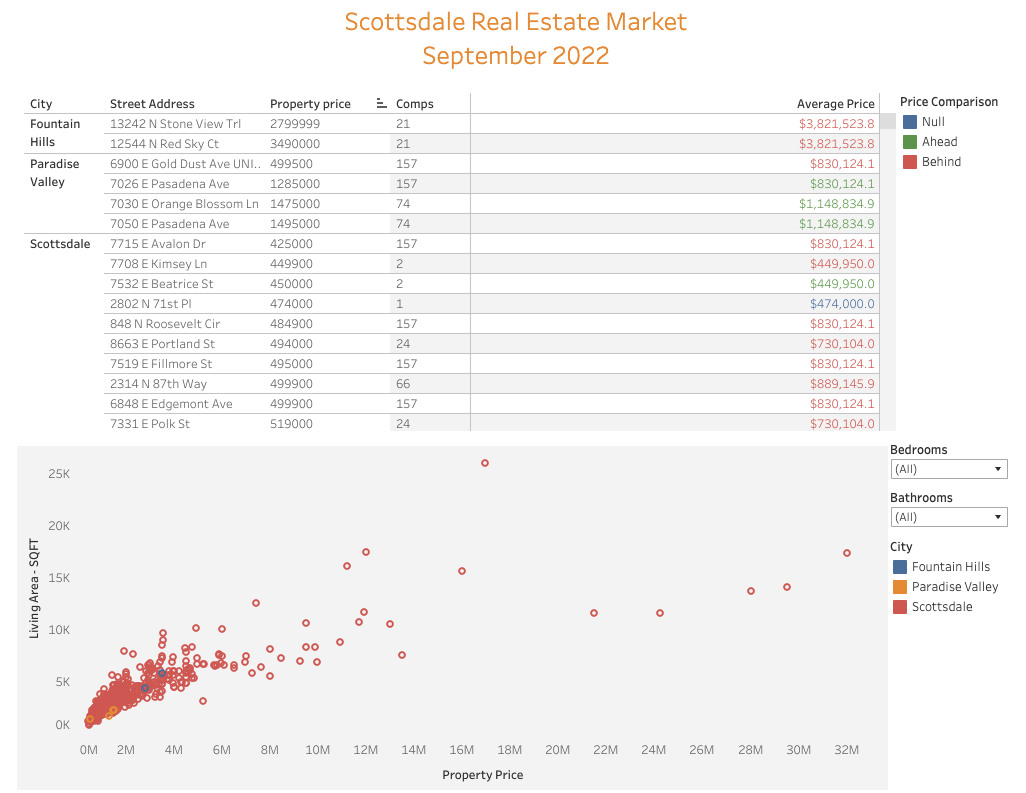 Scottsdale Real Estate Market
September 2022
City Street Address Property price Comps Average Price
Fountain Hills 13242 N Stone View Trl 2799999 21 $3,821,523.8
12544 N Red Sky Ct 3490000 21 $3,821,523.8
Paradise Valley 6900 E Gold Dust Ave UNI.. 499500 157 $830,124.1
7026 E Pasadena Ave 1285000 157 $830,124.1
7030 E Orange Blossom Ln 1475000 74 $1,148,834.9
7050 E Pasadena Ave 1495000 74 $1,148,834.9
Scottsdale 7715 E Avalon Dr 425000 157 $830,124.1
7708 E Kimsey Ln 449900 2 $449,950.0
7532 E Beatrice St 450000 2 $449,950.0
2802 N 71st Pl 474000 1 $474,000.0
848 N Roosevelt Cir 484900 157 $830,124.1
8663 E Portland St 494000 24 $730,104.0
7519 E Fillmore St 495000 157 $830,124.1
2314 N 87th Way 499900 66 $889,145.9
6848 E Edgemont Ave 499900 157 $830,124.1
7331 E Polk St 519000 24 $730,104.0
Price Comparison
Null
Ahead
Behind
Living Area - SQFT
25K
20K
15K
10K
5K
0K
0M 2M 4M 6M 8M 10M 12M 14M 16M 18M 20M 22M 24M 26M 28M 30M 32M
Property Price
Bedrooms
(All)
Bathrooms
(All)
City
Fountain Hills
Paradise Valley
Scottsdale